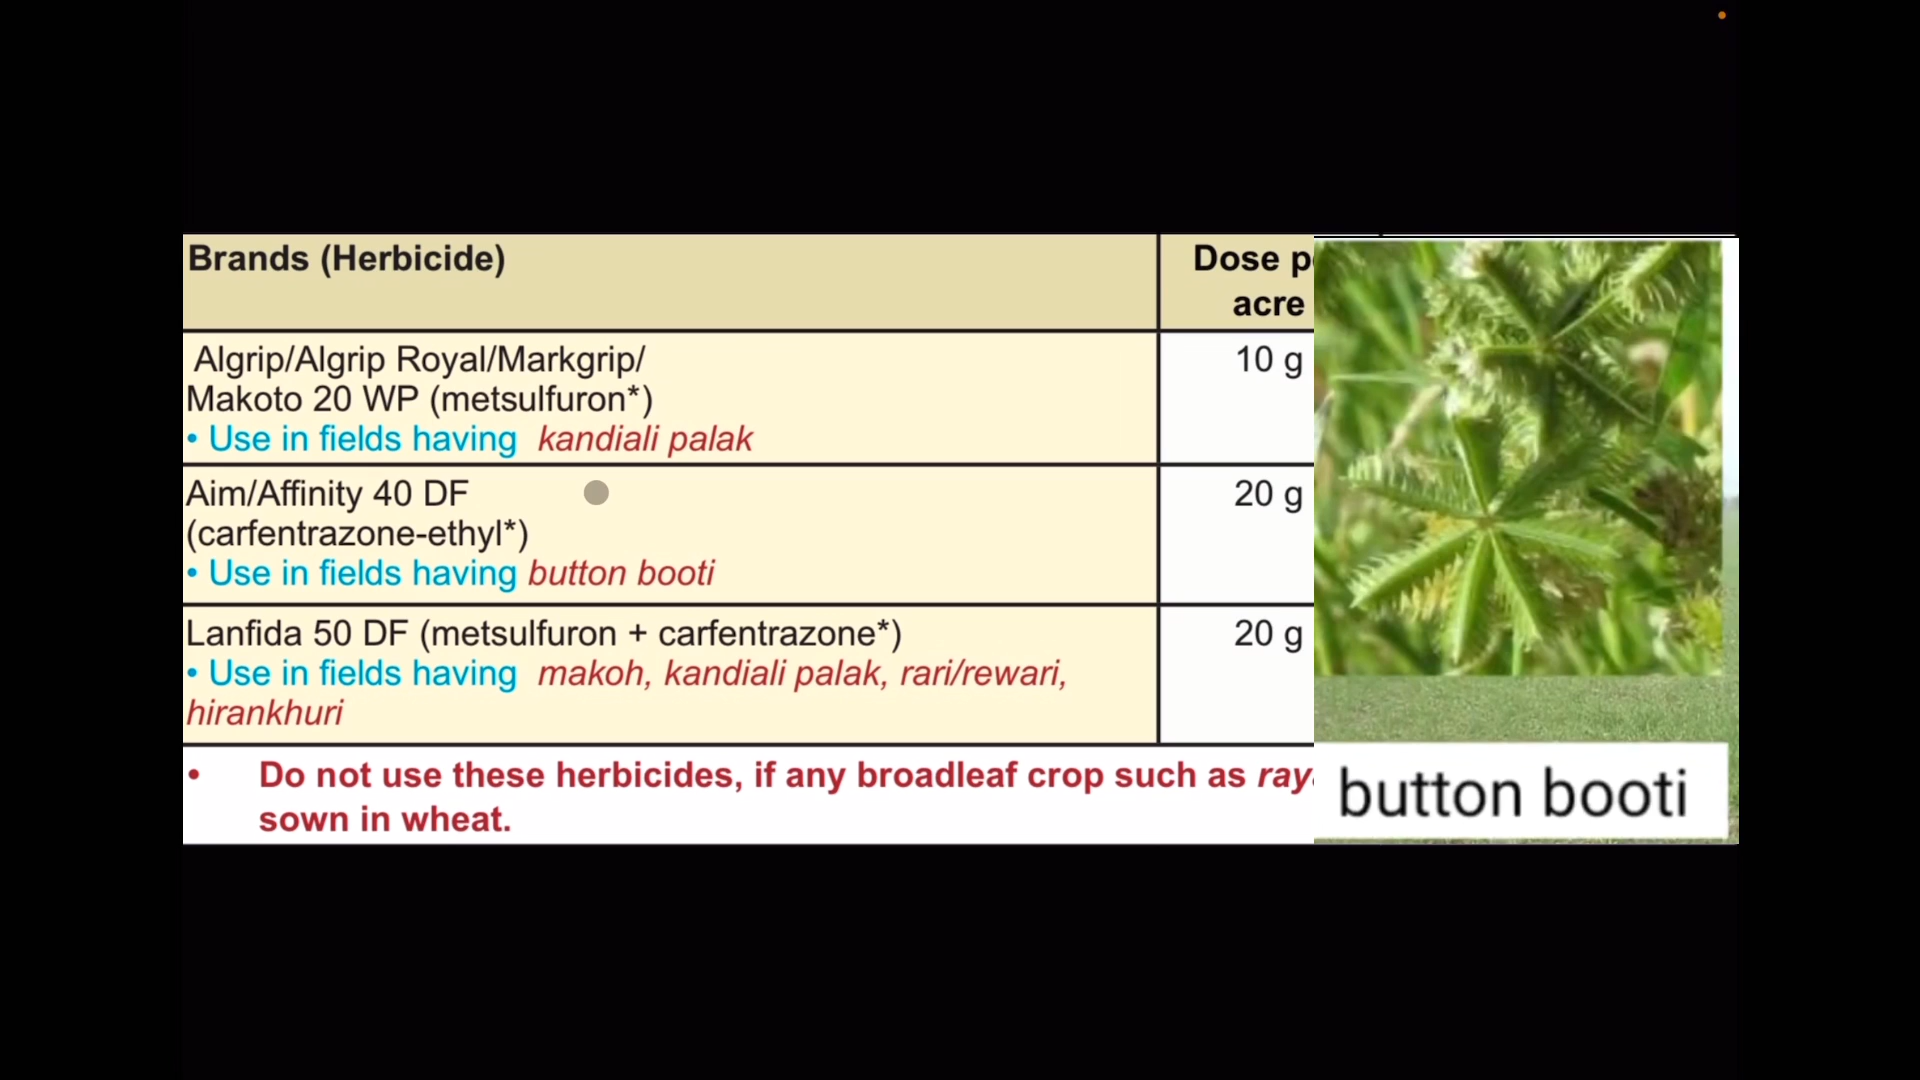 Brands (Herbicide)
Dose
acre
Algrip/Algrip Royal/Markgrip/
Makoto 20 WP (metsulfuron*)
• Use in fields having kandiali palak
10 g
Aim/Affinity 40 DF
(carfentrazone-ethyl*)
• Use in fields having button booti
20 g
Lanfida 50 DF (metsulfuron + carfentrazone*)
• Use in fields having makoh, kandiali palak, rari/rewari,
hirankhuri
20 g
• Do not use these herbicides, if any broadleaf crop such as
sown in wheat.
button booti